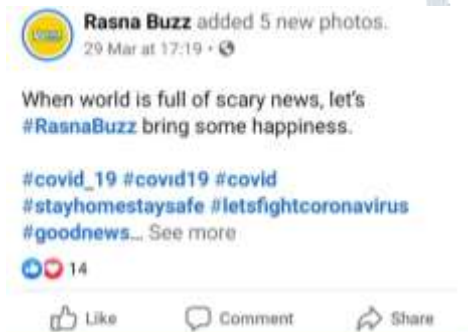 Rasna Buzz added 5 new photos.
29 Mar at 17:19 ·
When world is full of scary news, let's
#RasnaBuzz bring some happiness.
#covid_19 #covıd19 #covid
#stayhomestaysafe #letsfightcoronavirus
#goodnews... See more
14
Like Comment Share